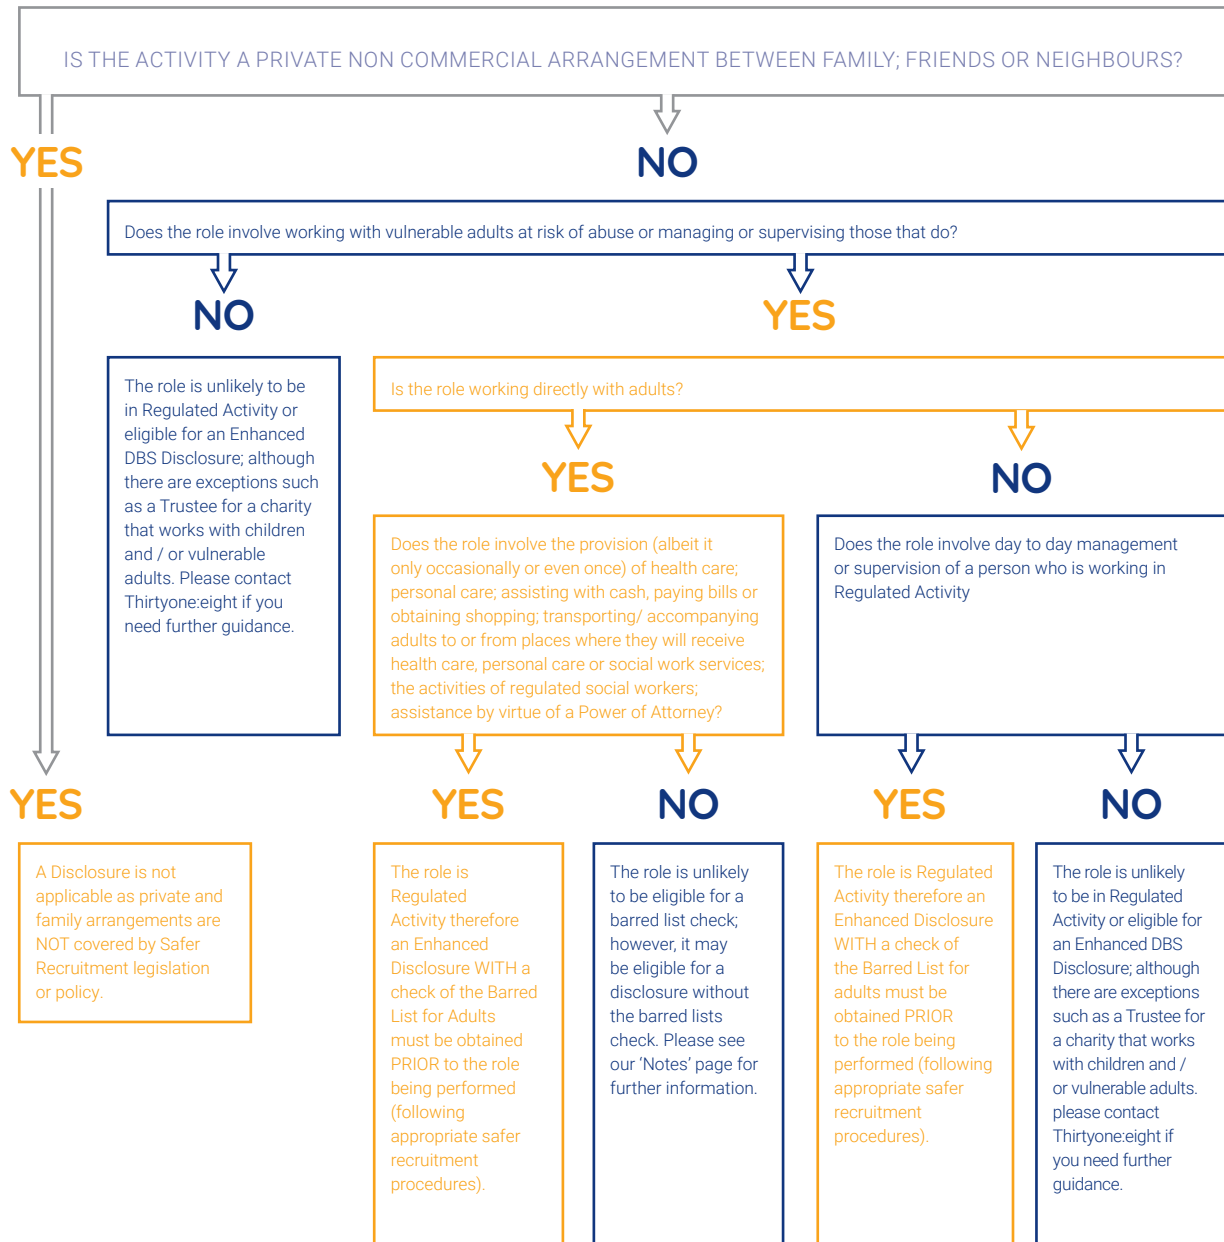 IS THE ACTIVITY A PRIVATE NON COMMERCIAL ARRANGEMENT BETWEEN FAMILY; FRIENDS OR NEIGHBOURS?
YES
NO
Does the role involve working with vulnerable adults at risk of abuse or managing or supervising those that do?
NO
YES
The role is unlikely to be
in Regulated Activity or
eligible for an Enhanced
DBS Disclosure; although
there are exceptions such
as a Trustee for a charity
that works with children
and / or vulnerable
adults. Please contact
Thirtyone:eight if you
need further guidance.
Is the role working directly with adults?
YES
NO
Does the role involve the provision (albeit it
only occasionally or even once) of health care;
personal care; assisting with cash, paying bills or
obtaining shopping; transporting/ accompanying
adults to or from places where they will receive
health care, personal care or social work services;
the activities of regulated social workers;
assistance by virtue of a Power of Attorney?
Does the role involve day to day management
or supervision of a person who is working in
Regulated Activity
YES
YES
NO
YES
NO
A Disclosure is not
applicable as private and
family arrangements are
NOT covered by Safer
Recruitment legislation
or policy.
The role is
Regulated
Activity therefore
an Enhanced
Disclosure WITH a
check of the Barred
List for Adults
must be obtained
PRIOR to the role
being performed
(following
appropriate safer
recruitment
procedures).
The role is unlikely
to be eligible for a
barred list check;
however, it may
be eligible for a
disclosure without
the barred lists
check. Please see
our ‘Notes’ page for
further information.
The role is Regulated
Activity therefore an
Enhanced Disclosure
WITH a check of
the Barred List for
adults must be
obtained PRIOR
to the role being
performed (following
appropriate safer
recruitment
procedures).
The role is unlikely
to be in Regulated
Activity or eligible for
an Enhanced DBS
Disclosure; although
there are exceptions
such as a Trustee for
a charity that works
with children and /
or vulnerable adults.
please contact
Thirtyone:eight if
you need further
guidance.